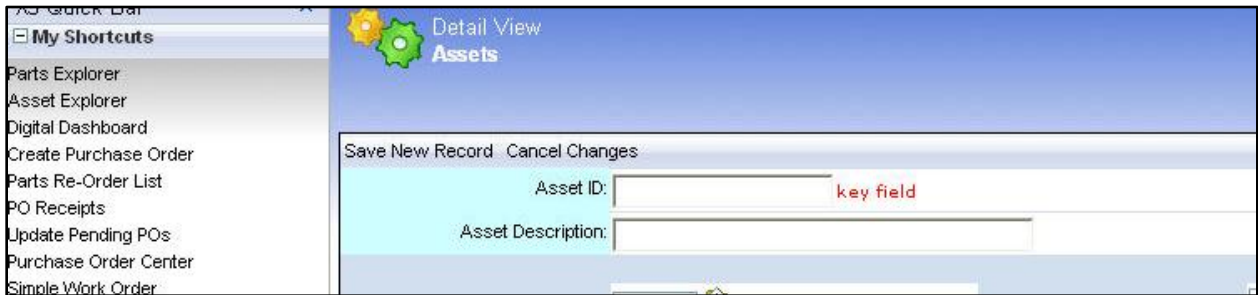 My Shortcuts
Parts Explorer
Asset Explorer
Digital Dashboard
Create Purchase Order
Parts Re-Order List
PO Receipts
Update Pending POs
Purchase Order Center
Simple Work Order
Detail View
Assets
Save New Record Cancel Changes
Asset ID: key field
Asset Description: